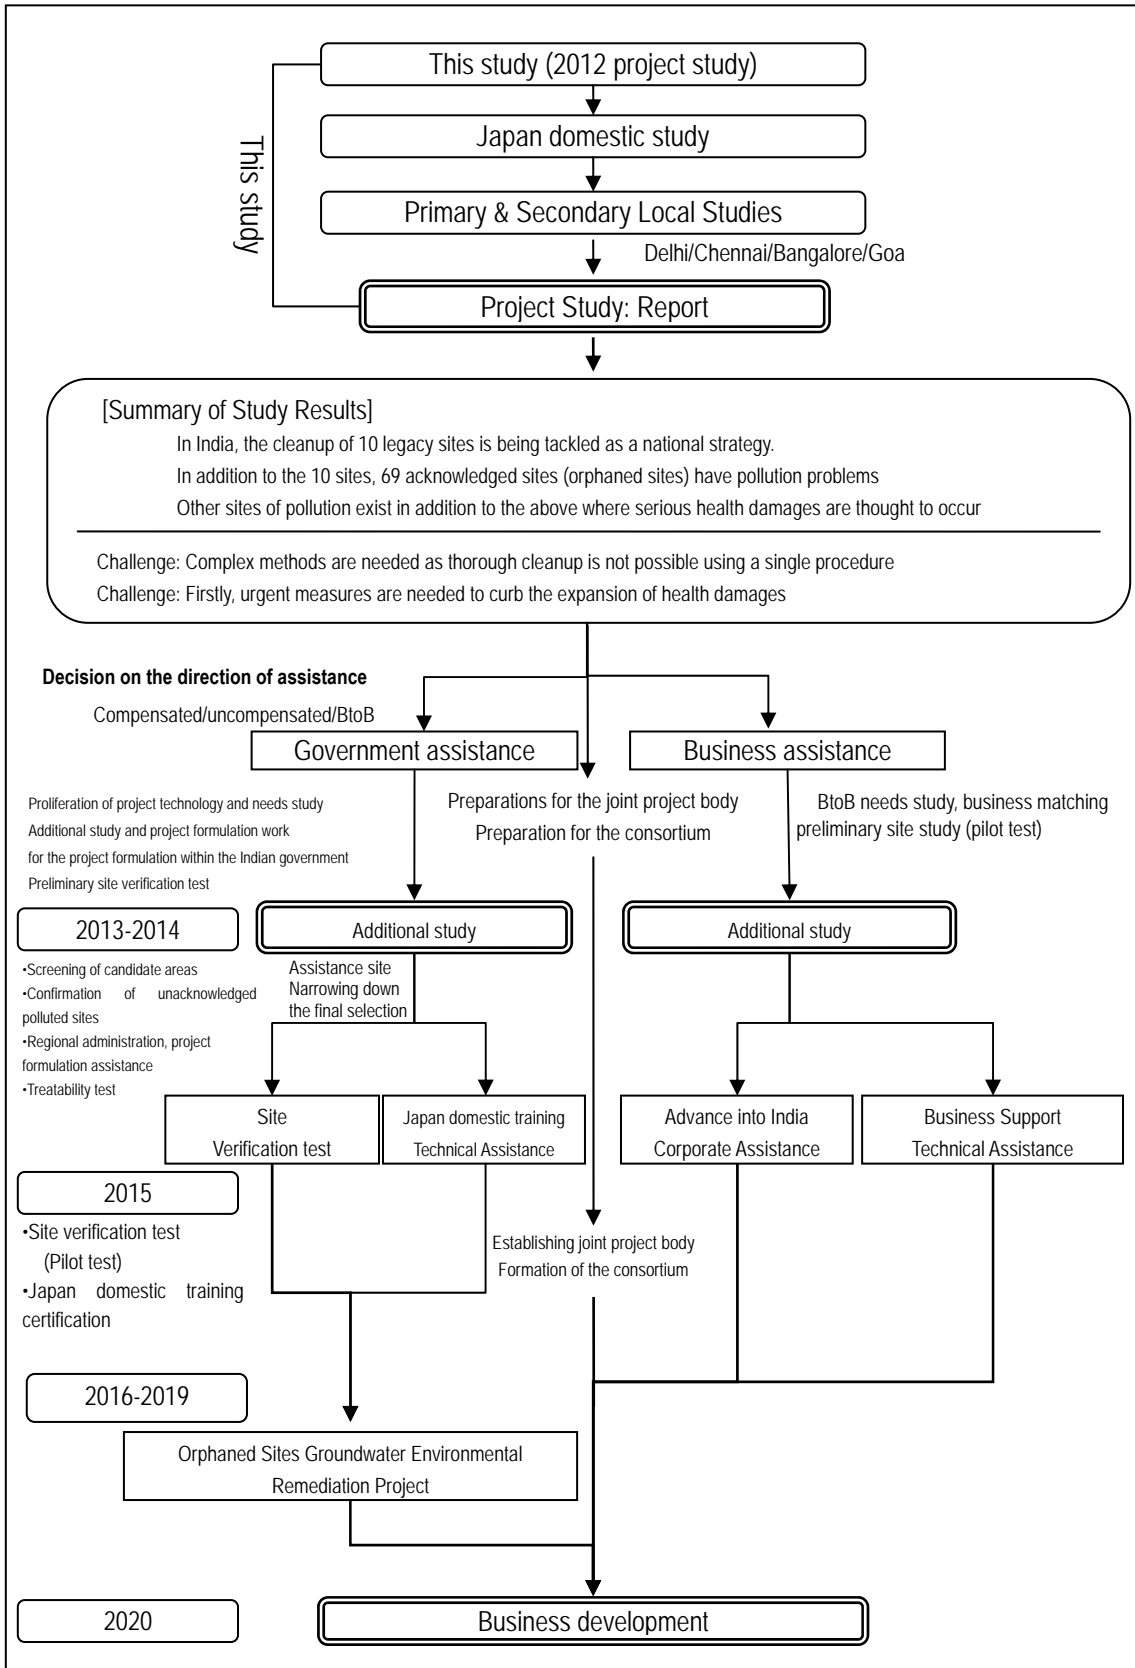 This study (2012 project study)
Japan domestic study
This study
Primary & Secondary Local Studies
Delhi/Chennai/Bangalore/Goa
Project Study: Report
[Summary of Study Results]
In India, the cleanup of 10 legacy sites is being tackled as a national strategy.
In addition to the 10 sites, 69 acknowledged sites (orphaned sites) have pollution problems
Other sites of pollution exist in addition to the above where serious health damages are thought to occur
Challenge: Complex methods are needed as thorough cleanup is not possible using a single procedure
Challenge: Firstly, urgent measures are needed to curb the expansion of health damages
Decision on the direction of assistance
Compensated/uncompensated/BtoB
Government assistance
Business assistance
Proliferation of project technology and needs study
Additional study and project formulation work
for the project formulation within the Indian government
Preliminary site verification test
Preparations for the joint project body
Preparation for the consortium
BtoB needs study, business matching
preliminary site study (pilot test)
2013-2014
Additional study
Additional study
•Screening of candidate areas
•Confirmation of unacknowledged
polluted sites
•Regional administration, project
formulation assistance
•Treatability test
Assistance site
Narrowing down
the final selection
Site
Verification test
Japan domestic training
Technical Assistance
Advance into India
Corporate Assistance
Business Support
Technical Assistance
2015
•Site verification test
(Pilot test)
•Japan domestic training
certification
Establishing joint project body
Formation of the consortium
2016-2019
Orphaned Sites Groundwater Environmental
Remediation Project
2020
Business development